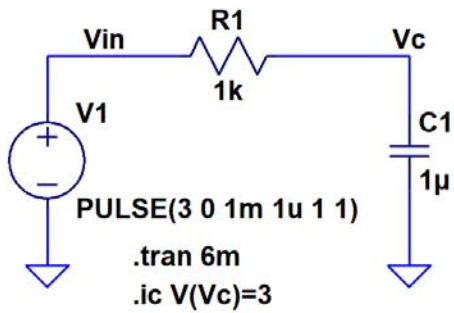 R1
Vin
Vc
1k
V1
C1
+
−
1µ
PULSE(3 0 1m 1u 1 1)
.tran 6m
.ic V(Vc)=3